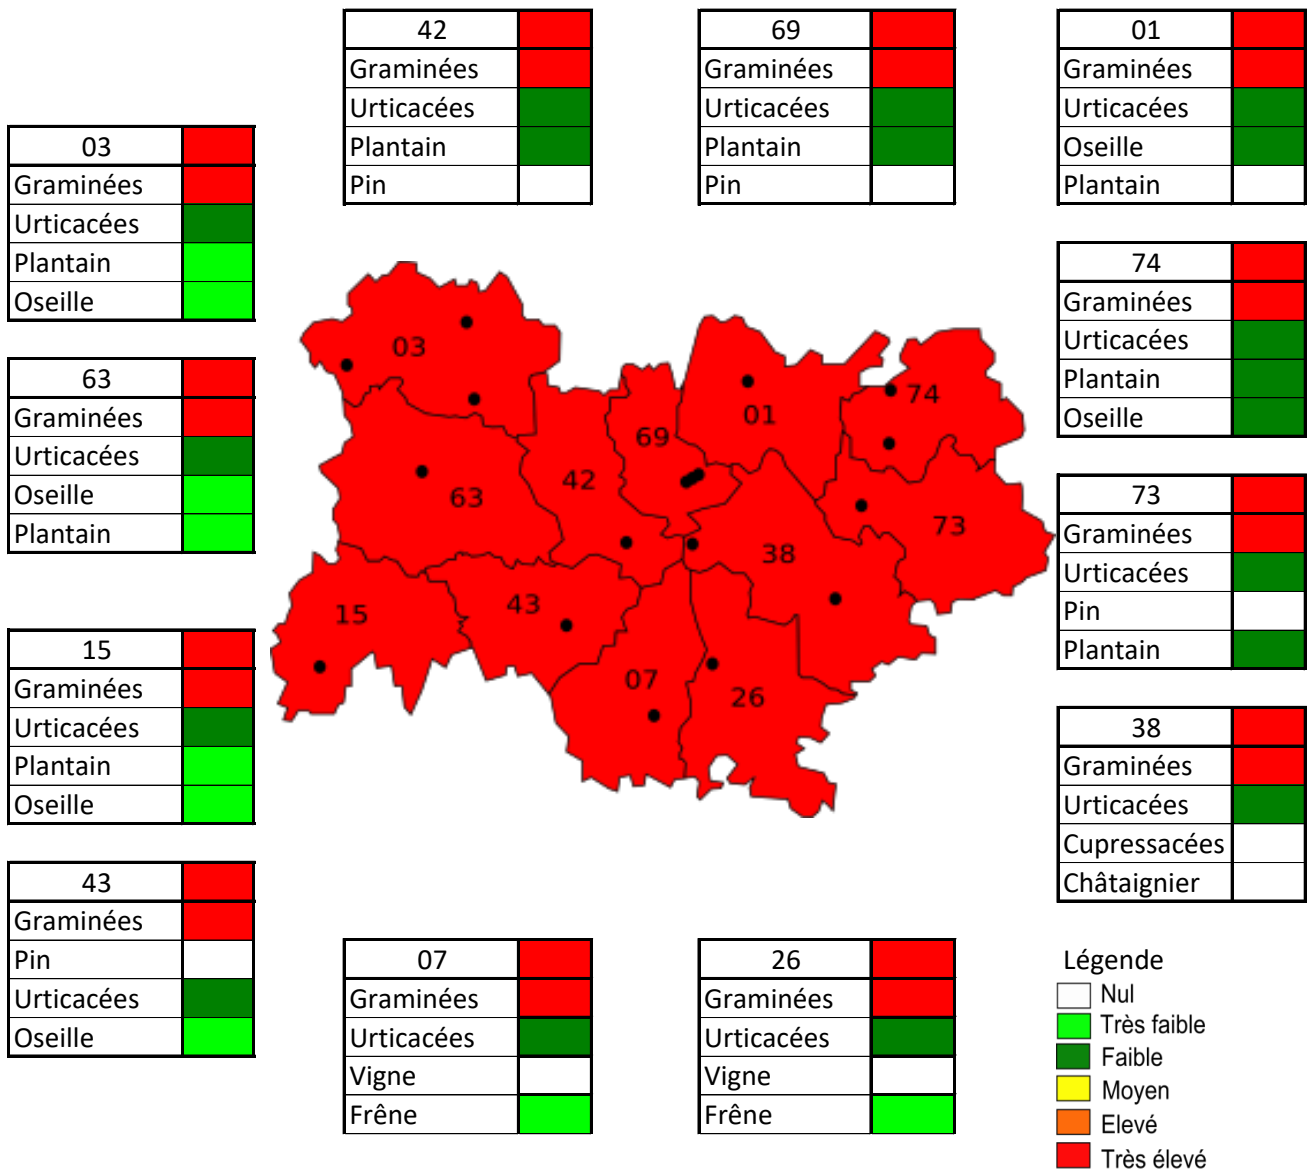 42
Graminées
Urticacées
Plantain
Pin
69
Graminées
Urticacées
Plantain
Pin
01
Graminées
Urticacées
Oseille
Plantain
03
Graminées
Urticacées
Plantain
Oseille
74
Graminées
Urticacées
Plantain
Oseille
63
Graminées
Urticacées
Oseille
Plantain
03
74
01
69
42
63
73
38
43
15
07
26
73
Graminées
Urticacées
Pin
Plantain
15
Graminées
Urticacées
Plantain
Oseille
38
Graminées
Urticacées
Cupressacées
Châtaignier
43
Graminées
Pin
Urticacées
Oseille
07
Graminées
Urticacées
Vigne
Frêne
26
Graminées
Urticacées
Vigne
Frêne
Légende
Nul
Très faible
Faible
Moyen
Elevé
Très élevé